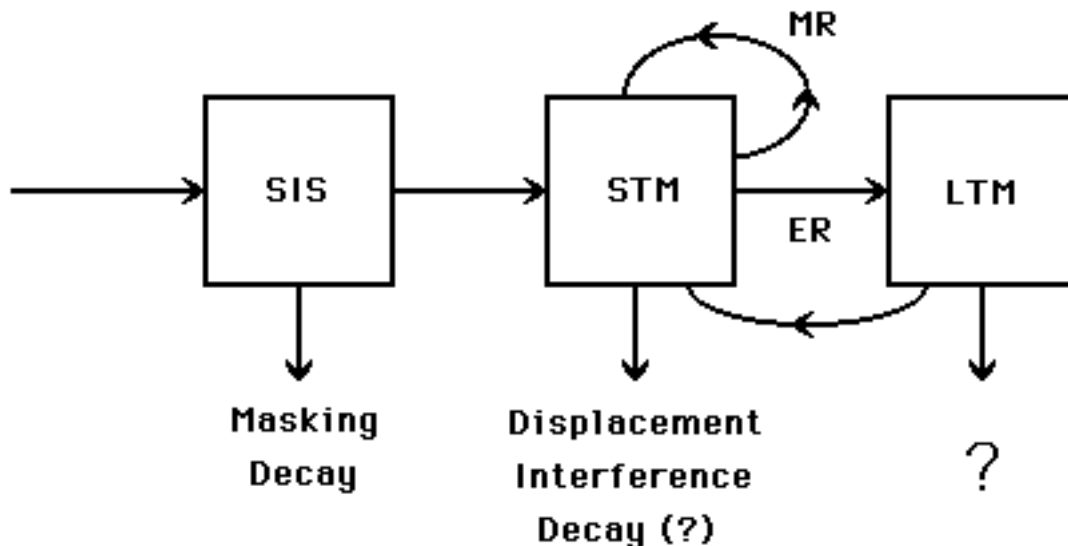 MR
SIS
STM
LTM
ER
Masking
Decay
Displacement
Interference
Decay (?)
?